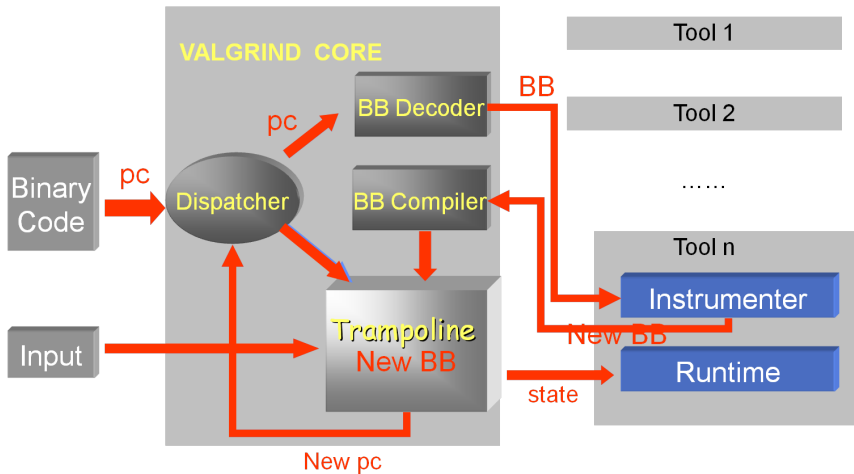 VALGRIND CORE
Tool 1
BB Decoder
BB
pc
Tool 2
Binary
Code
pc
Dispatcher
BB Compiler
......
Tool n
Instrumenter
New BB
Input
Trampoline
New BB
Runtime
state
New pc